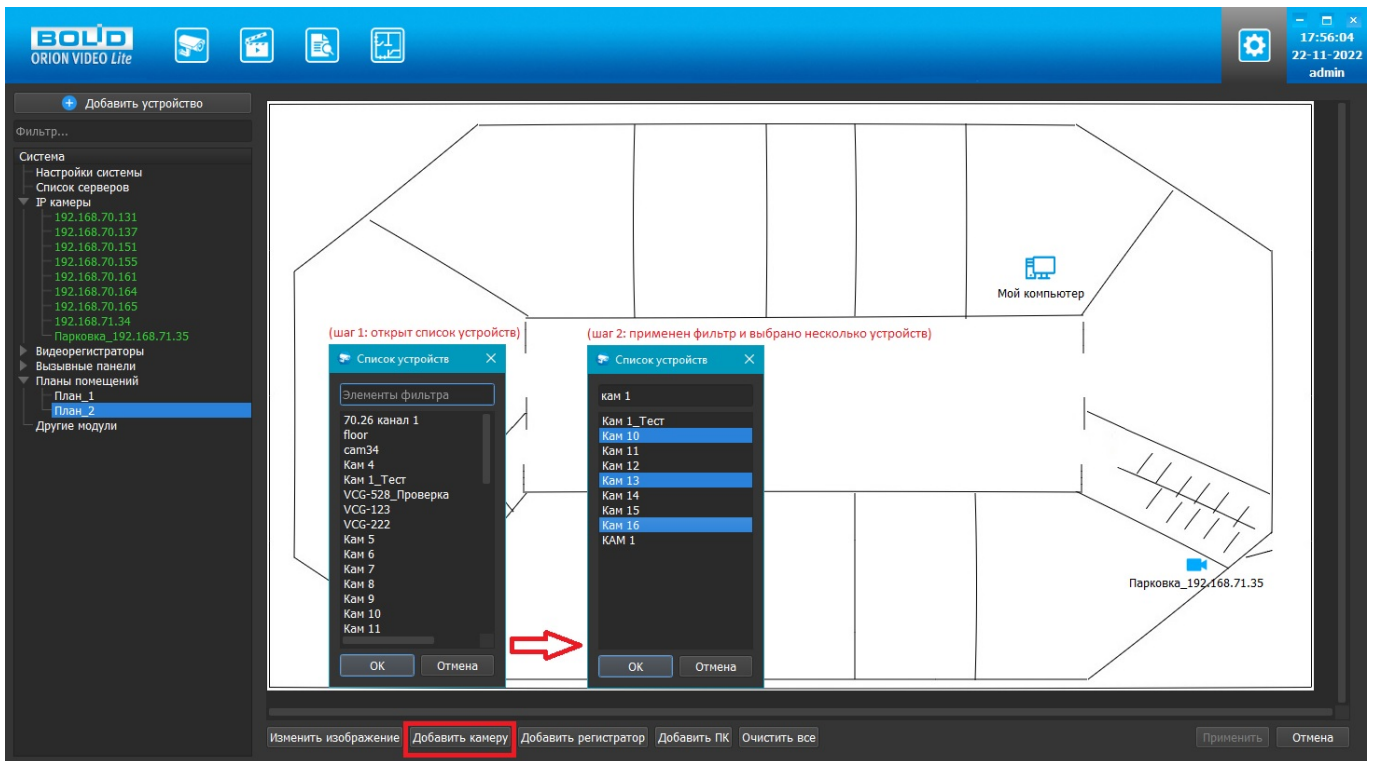 BOLID
ORION VIDEO Lite
17:56:04
22-11-2022
admin
Добавить устройство
Фильтр...
Система
Настройки системы
Список серверов
IP камеры
192.168.70.131
192.168.70.137
192.168.70.151
192.168.70.155
192.168.70.161
192.168.70.164
192.168.70.165
192.168.71.34
Парковка_192.168.71.35
Видеорегистраторы
Вызывные панели
Планы помещений
План_1
План_2
Другие модули
Мой компьютер
(шаг 1: открыт список устройств)
Список устройств
Элементы фильтра
70.26 канал 1
floor
cam34
Кам 4
Кам 1_Тест
VCG-528_Проверка
VCG-123
VCG-222
Кам 5
Кам 6
Кам 7
Кам 8
Кам 9
Кам 10
Кам 11
OK
Отмена
(шаг 2: применен фильтр и выбрано несколько устройств)
Список устройств
кам 1
Кам 1_Тест
Кам 10
Кам 11
Кам 12
Кам 13
Кам 14
Кам 15
Кам 16
КАМ 1
OK
Отмена
Парковка_192.168.71.35
Изменить изображение
Добавить камеру
Добавить регистратор
Добавить ПК
Очистить все
Применить
Отмена